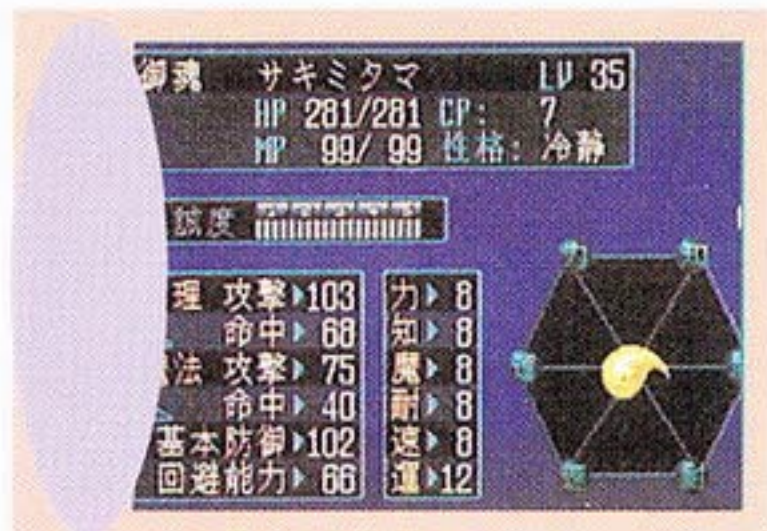 御魂 サキミタマ LV 35
HP 281/281 CP: 7
MP 99/ 99 性格: 冷静
誠度
理 攻撃▶103
命中▶68
法 攻撃▶75
命中▶40
基本防御▶102
回避能力▶66
力▶8
知▶8
魔▶8
耐▶8
速▶8
運▶12